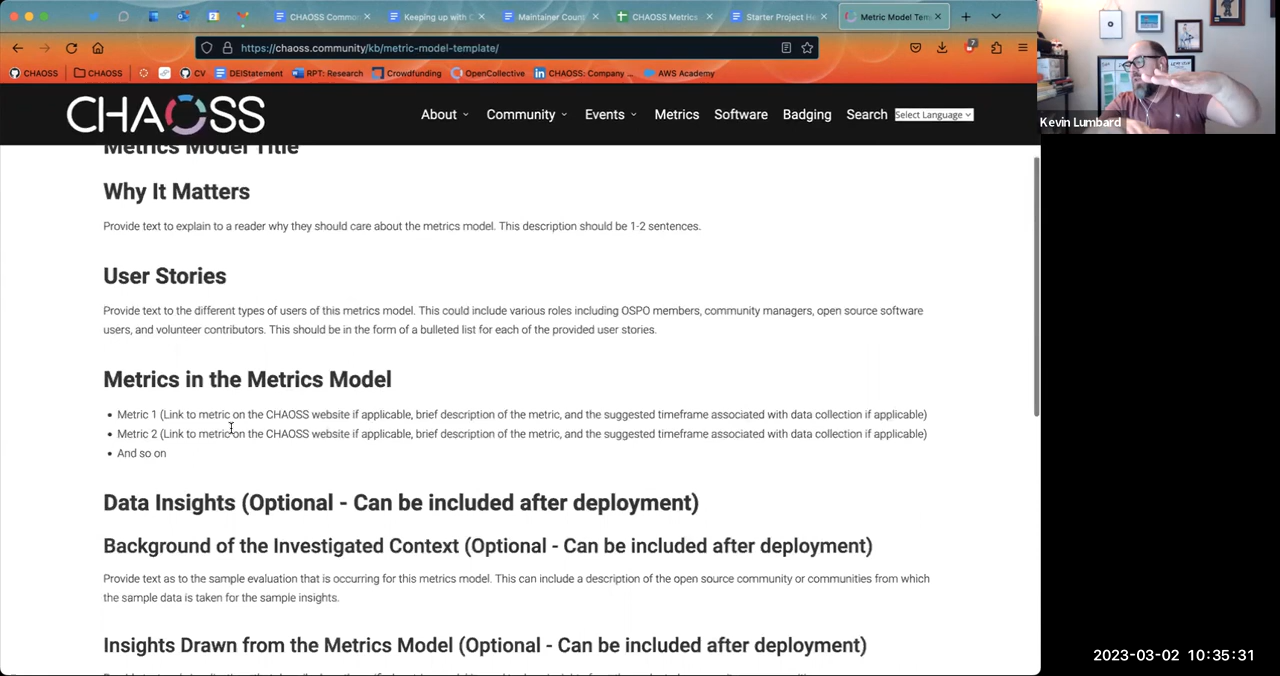 CHAOSS Common
Keeping up with C
Maintainer Coun
CHAOSS Metrics
Starter Project He
Metric Model Tem
https://chaoss.community/kb/metric-model-template/
7
CHAOSS
CHAOSS
CV
DEIStatement
RPT: Research
Crowdfunding
OpenCollective
CHAOSS: Company ...
AWS Academy
CHAOSS
About
Community
Events
Metrics
Software
Badging
Search
Select Language
Kevin Lumbard
Metrics Model Title
Why It Matters
Provide text to explain to a reader why they should care about the metrics model. This description should be 1-2 sentences.
User Stories
Provide text to the different types of users of this metrics model. This could include various roles including OSPO members, community managers, open source software
users, and volunteer contributors. This should be in the form of a bulleted list for each of the provided user stories.
Metrics in the Metrics Model
• Metric 1 (Link to metric on the CHAOSS website if applicable, brief description of the metric, and the suggested timeframe associated with data collection if applicable)
• Metric 2 (Link to metric on the CHAOSS website if applicable, brief description of the metric, and the suggested timeframe associated with data collection if applicable)
• And so on
Data Insights (Optional - Can be included after deployment)
Background of the Investigated Context (Optional - Can be included after deployment)
Provide text as to the sample evaluation that is occurring for this metrics model. This can include a description of the open source community or communities from which
the sample data is taken for the sample insights.
Insights Drawn from the Metrics Model (Optional - Can be included after deployment)
2023-03-02 10:35:31